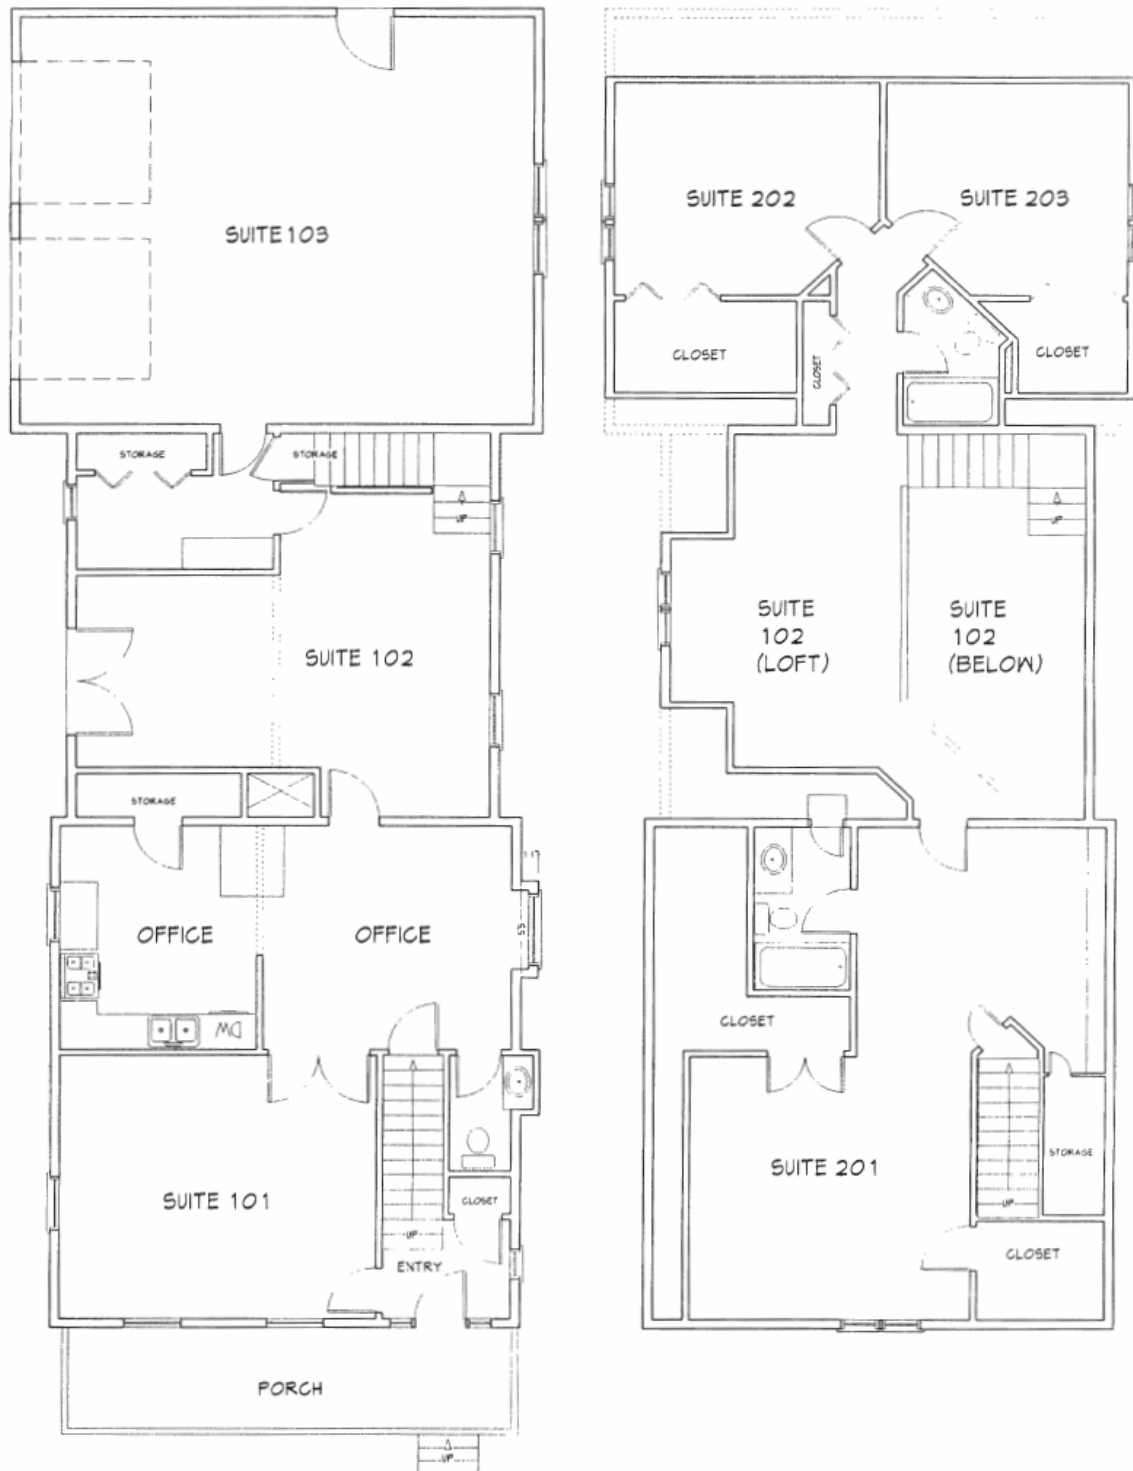 SUITE 103
STORAGE
STORAGE
UP
SUITE 102
STORAGE
OFFICE
OFFICE
DW
SUITE 101
CLOSET
UP
ENTRY
PORCH
UP
SUITE 202
SUITE 203
CLOSET
CLOSET
CLOSET
UP
SUITE
102
(LOFT)
SUITE
102
(BELOW)
CLOSET
SUITE 201
STORAGE
UP
CLOSET